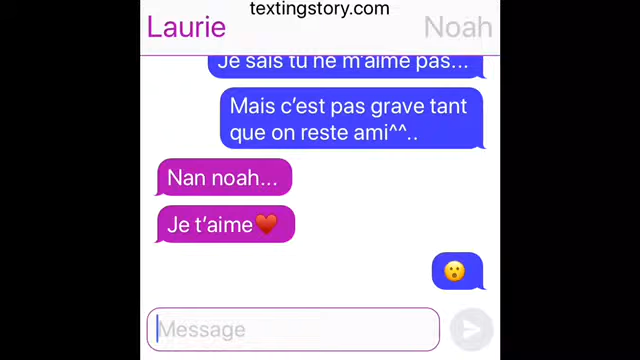 textingstory.com
Laurie
Noah
Je sais tu ne m'aime pas...
Mais c'est pas grave tant
que on reste ami^^..
Nan noah...
Je t'aime♥️
😮
Message